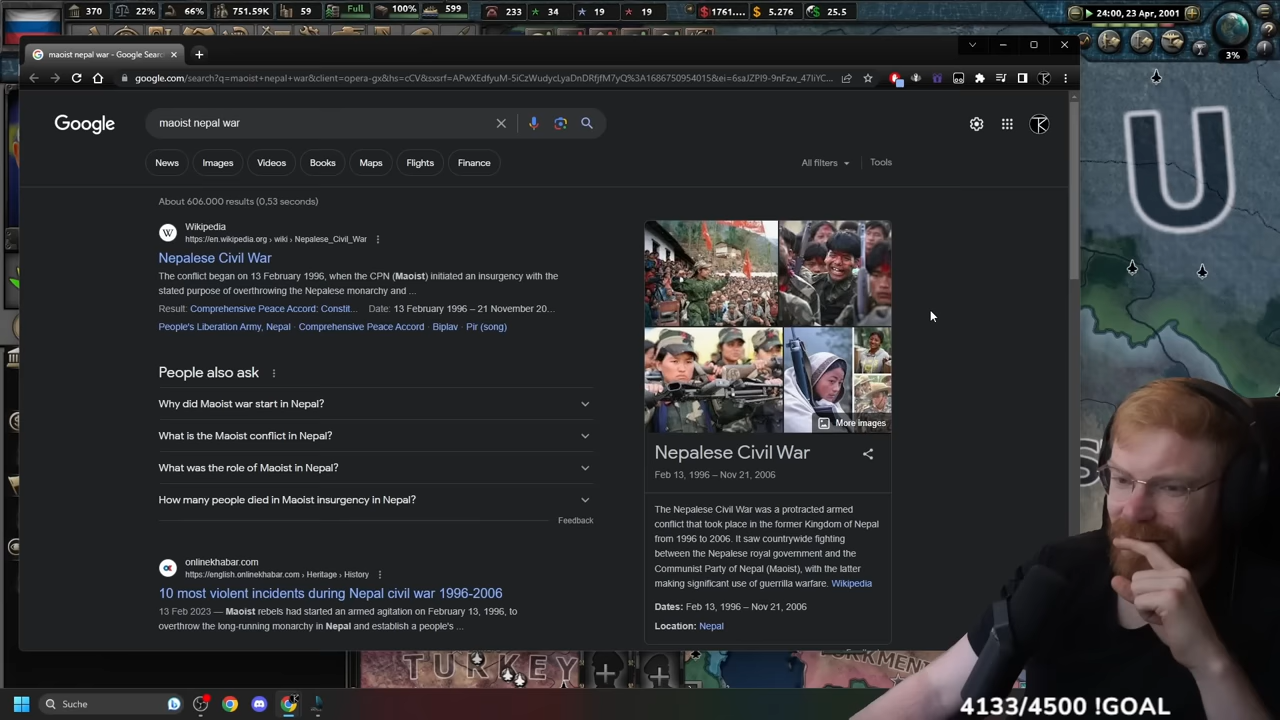 370 22% 66% 751.59K 59 Full 100% 599 233 34 19 19 $1761.... 5.276 25.5 24:00, 23 Apr, 2001
3%
maoist nepal war - Google Searc
google.com/search?q=maoist+nepal+war&client=opera-gx&hs=
Google
maoist nepal war
News Images Videos Books Maps Flights Finance All filters Tools
About 606.000 results (0,53 seconds)
Wikipedia
https://en.wikipedia.org › wiki › Nepalese_Civil_War
Nepalese Civil War
The conflict began on 13 February 1996, when the CPN (Maoist) initiated an insurgency with the
stated purpose of overthrowing the Nepalese monarchy and ...
Result: Comprehensive Peace Accord: Constit... Date: 13 February 1996 – 21 November 20...
People's Liberation Army, Nepal · Comprehensive Peace Accord · Biplav · Pir (song)
People also ask
Why did Maoist war start in Nepal?
What is the Maoist conflict in Nepal?
What was the role of Maoist in Nepal?
How many people died in Maoist insurgency in Nepal?
Feedback
onlinekhabar.com
https://english.onlinekhabar.com › Heritage › History
10 most violent incidents during Nepal civil war 1996-2006
13 Feb 2023 — Maoist rebels had started an armed agitation on February 13, 1996, to
overthrow the long-running monarchy in Nepal and establish a people's ...
More images
Nepalese Civil War
Feb 13, 1996 – Nov 21, 2006
The Nepalese Civil War was a protracted armed
conflict that took place in the former Kingdom of Nepal
from 1996 to 2006. It saw countrywide fighting
between the Nepalese royal government and the
Communist Party of Nepal (Maoist), with the latter
making significant use of guerrilla warfare. Wikipedia
Dates: Feb 13, 1996 – Nov 21, 2006
Location: Nepal
U
TURKEY
Suche
4133/4500 !GOAL